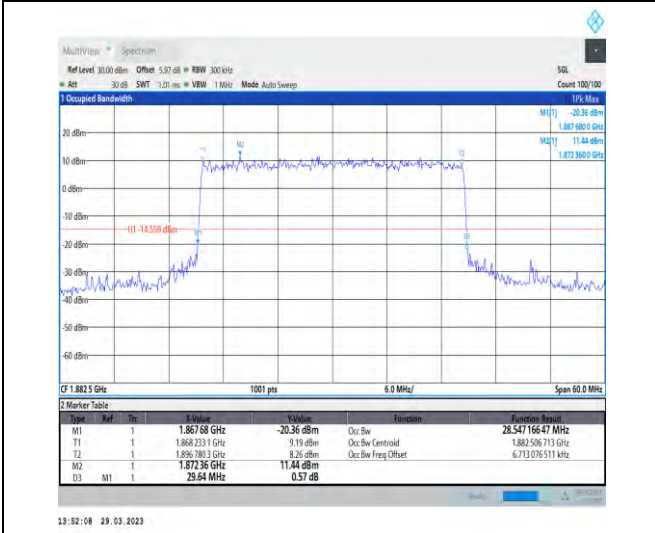 MultiView Spectrum
Ref Level 30.00 dBm Offset 5.97 dB RBW 300 kHz SGL
Att 30 dB SWT 1.01 ms VBW 1 MHz Mode Auto Sweep Count 100/100
1 Occupied Bandwidth 1Pk Max
M1[1] -20.36 dBm
1.867 680 0 GHz
M2[1] 11.44 dBm
1.872 360 0 GHz
20 dBm
M2
10 dBm
0 dBm
-10 dBm
H1 -14.559 dBm
-20 dBm
-30 dBm
-40 dBm
-50 dBm
-60 dBm
CF 1.882 5 GHz 1001 pts 6.0 MHz/ Span 60.0 MHz
2 Marker Table
Type Ref Trc X-Value Y-Value Function Function Result
M1 1 1.867 68 GHz -20.36 dBm Occ Bw 28.547 166 47 MHz
T1 1 1.868 233 1 GHz 9.19 dBm Occ Bw Centroid 1.882 506 713 GHz
T2 1 1.896 780 3 GHz 8.26 dBm Occ Bw Freq Offset 6.713 076 511 kHz
M2 1 1.872 36 GHz 11.44 dBm
D3 M1 1 29.64 MHz 0.57 dB
13:52:08 29.03.2023